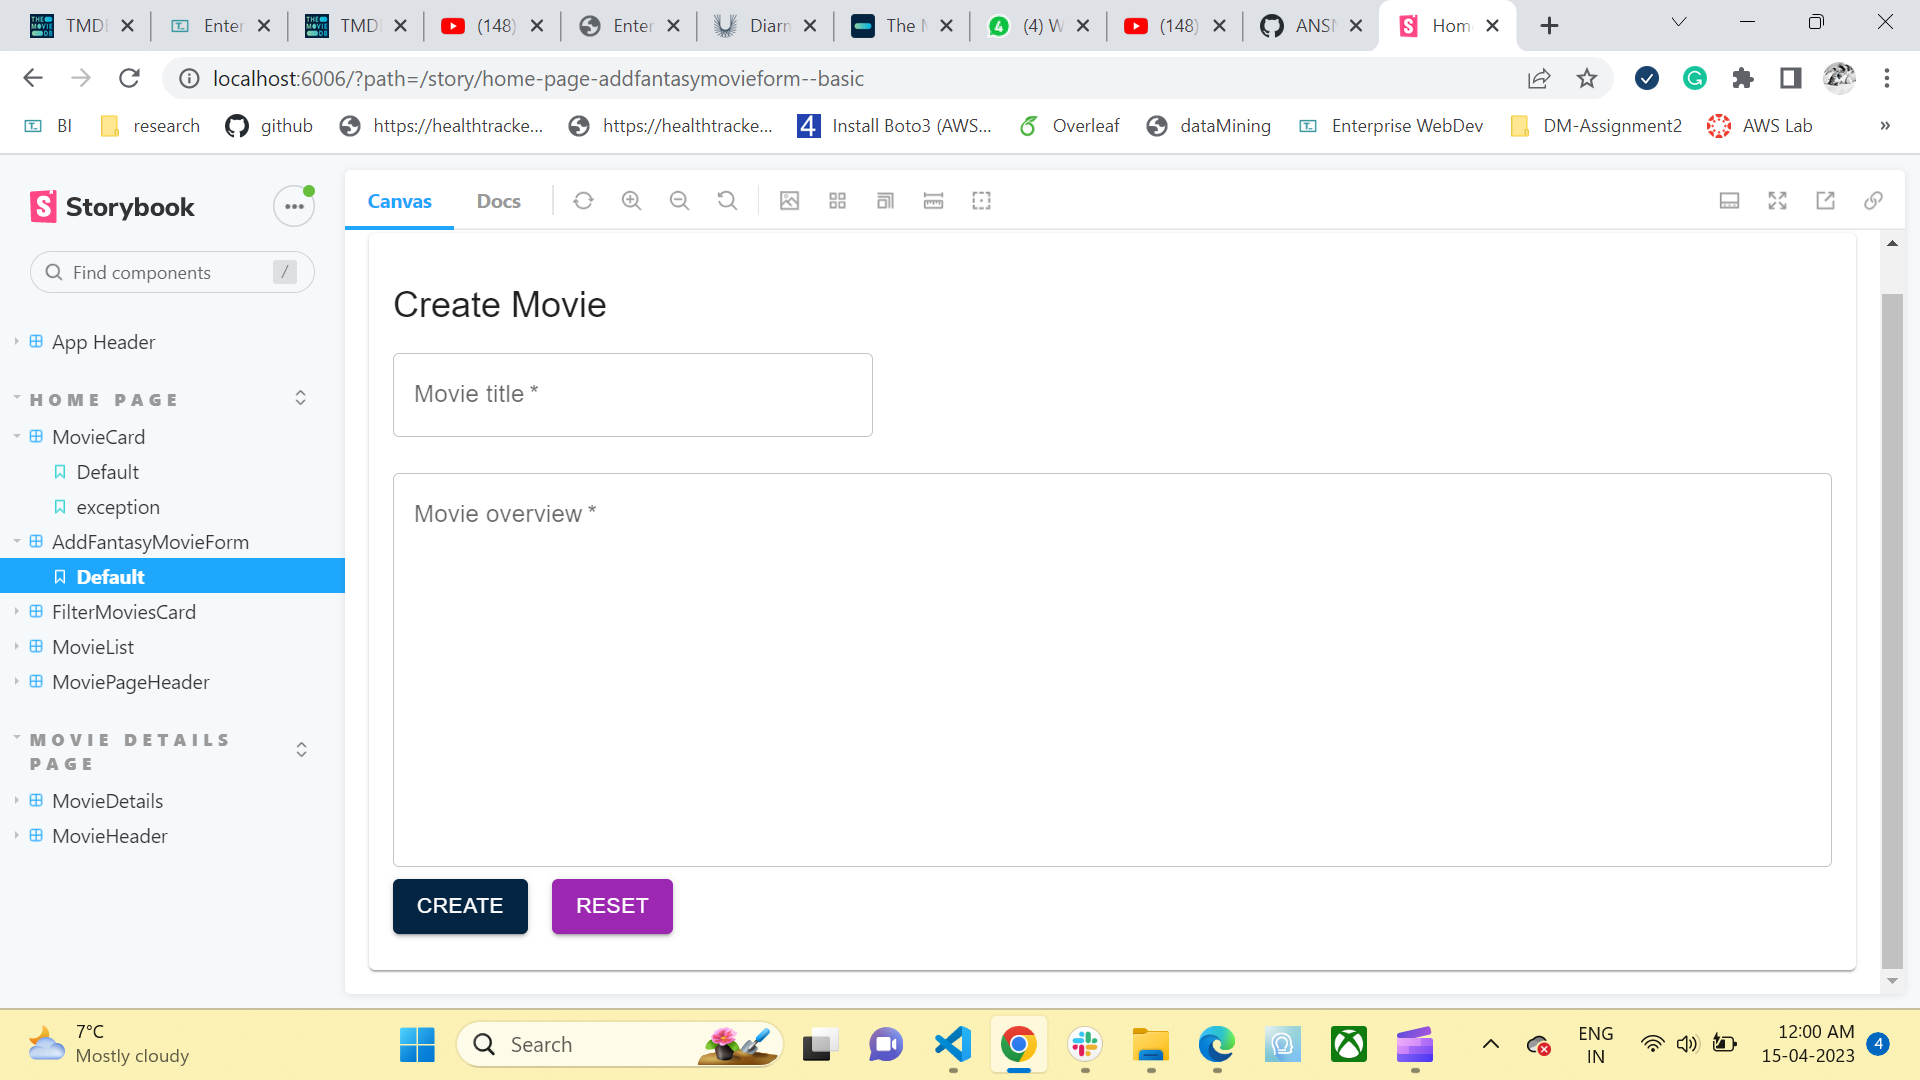 TMD
Enter
TMD
(148)
Enter
Diarn
The
(4) W
(148)
ANSI
Hom
localhost:6006/?path=/story/home-page-addfantasymovieform--basic
BI
research
github
https://healthtracke...
https://healthtracke...
4
Install Boto3 (AWS...
Overleaf
dataMining
Enterprise WebDev
DM-Assignment2
AWS Lab
»
Storybook
Canvas
Docs
Find components
/
App Header
HOME PAGE
MovieCard
Default
exception
AddFantasyMovieForm
Default
FilterMoviesCard
MovieList
MoviePageHeader
MOVIE DETAILS
PAGE
MovieDetails
MovieHeader
Create Movie
Movie title *
Movie overview *
CREATE
RESET
7°C
Mostly cloudy
Search
ENG
IN
12:00 AM
15-04-2023
4